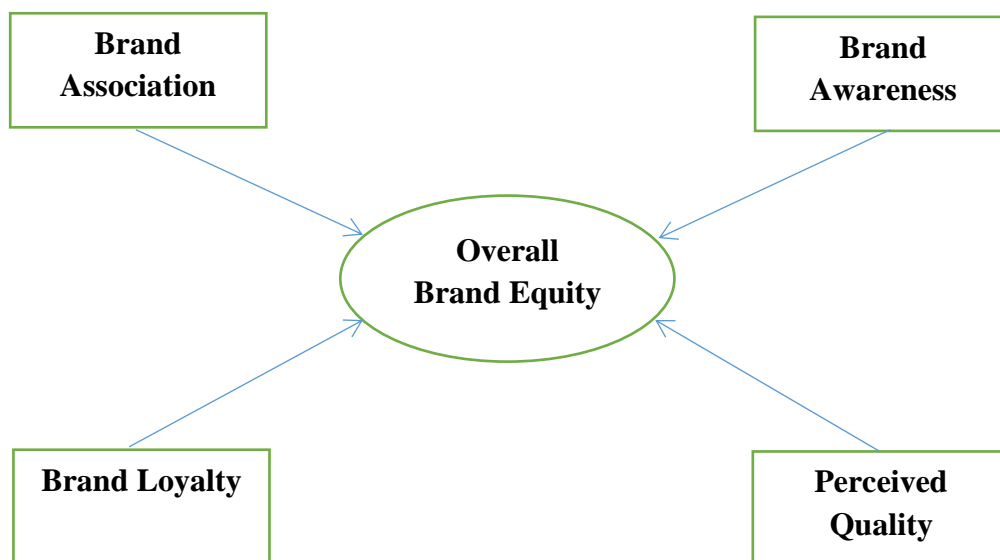 Brand
Association
Brand
Awareness
Overall
Brand Equity
Brand Loyalty
Perceived
Quality